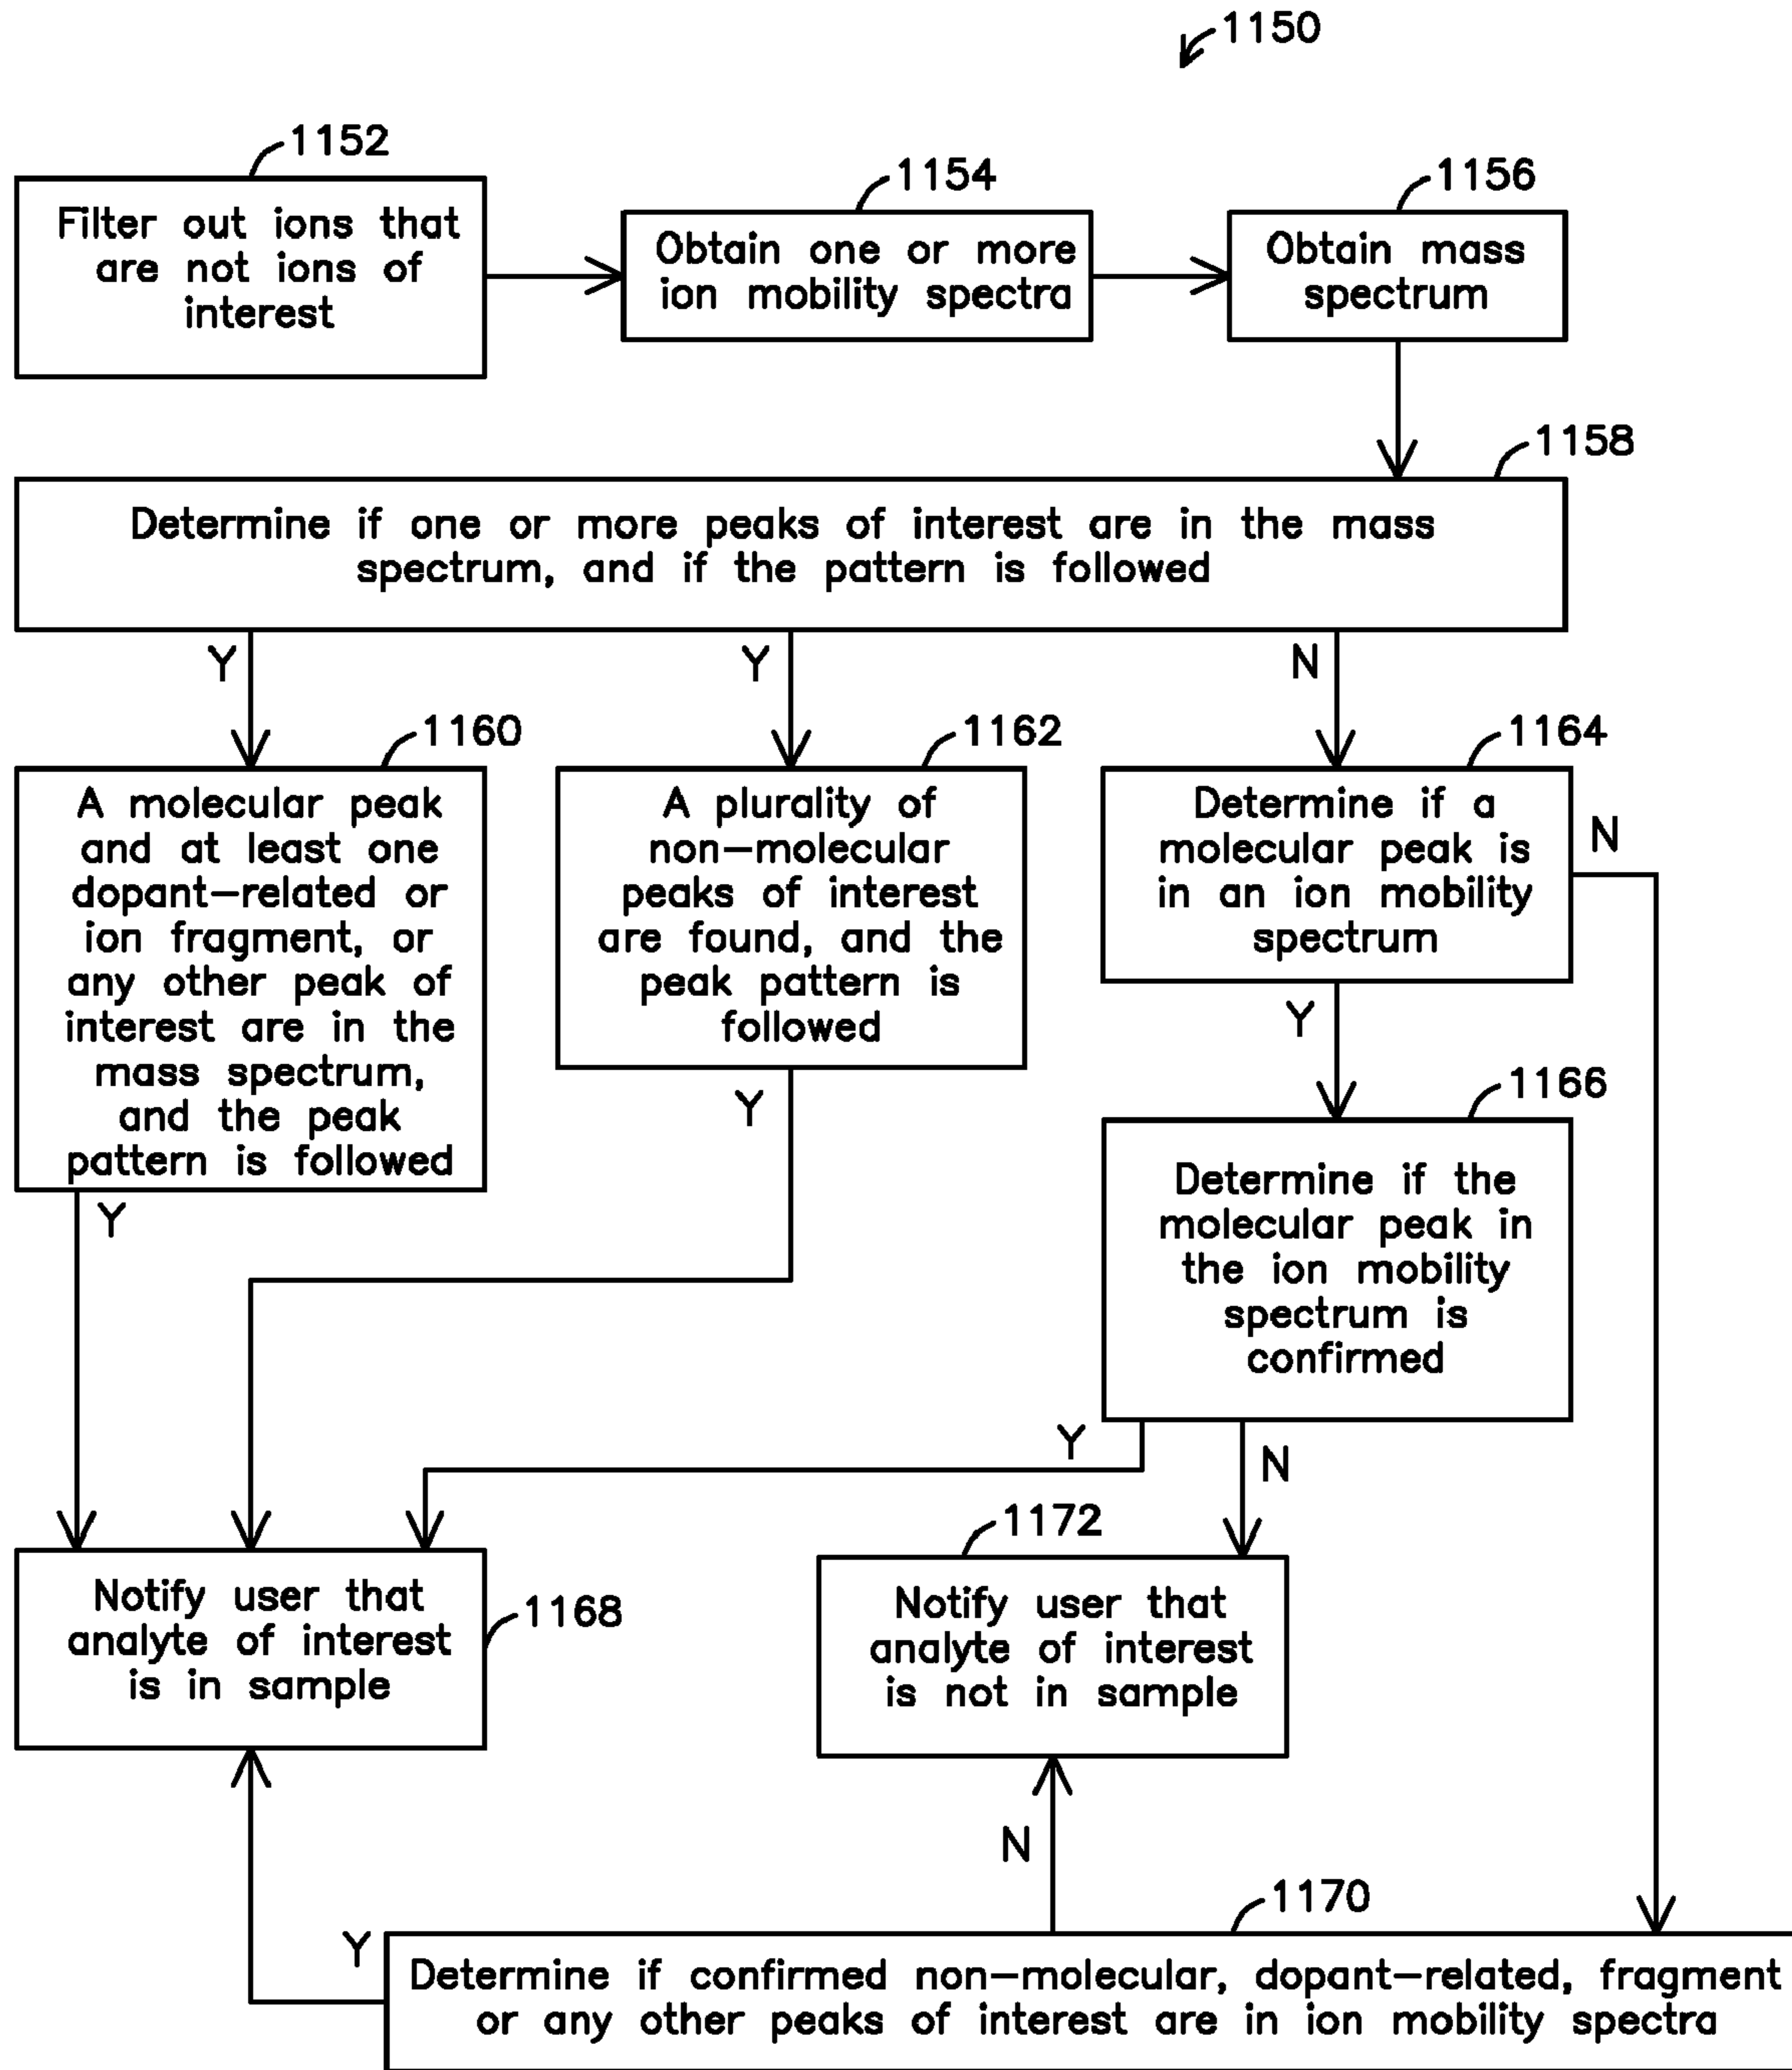 1150
1152
Filter out ions that
are not ions of
interest
1154
Obtain one or more
ion mobility spectra
1156
Obtain mass
spectrum
1158
Determine if one or more peaks of interest are in the mass
spectrum, and if the pattern is followed
Y
Y
N
1160
A molecular peak
and at least one
dopant-related or
ion fragment, or
any other peak of
interest are in the
mass spectrum,
and the peak
pattern is followed
Y
1162
A plurality of
non-molecular
peaks of interest
are found, and the
peak pattern is
followed
Y
1164
Determine if a
molecular peak is
in an ion mobility
spectrum
N
Y
1166
Determine if the
molecular peak in
the ion mobility
spectrum is
confirmed
Y
N
1168
Notify user that
analyte of interest
is in sample
1172
Notify user that
analyte of interest
is not in sample
N
Y
1170
Determine if confirmed non-molecular, dopant-related, fragment
or any other peaks of interest are in ion mobility spectra